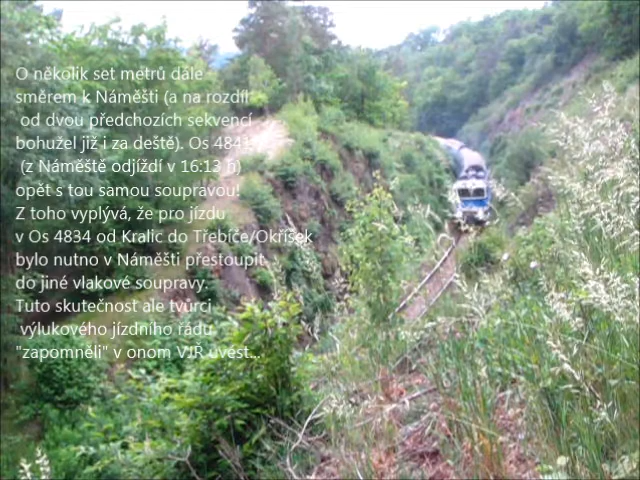 O několik set metrů dále
směrem k Náměšti (a na rozdíl
od dvou předchozích sekvencí
bohužel již i za deště). Os 4841
(z Náměště odjíždí v 16:13 h)
opět s tou samou soupravou!
Z toho vyplývá, že pro jízdu
v Os 4834 od Kralic do Třebíče/Okříšek
bylo nutno v Náměšti přestoupit
do jiné vlakové soupravy.
Tuto skutečnost ale tvůrci
výlukového jízdního řádu
"zapomněli" v onom VJŘ uvést...